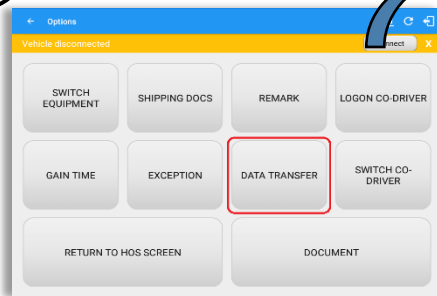 Options
Vehicle disconnected
X
SWITCH
EQUIPMENT
SHIPPING DOCS
REMARK
LOGON CO-DRIVER
GAIN TIME
EXCEPTION
DATA TRANSFER
SWITCH CO-
DRIVER
RETURN TO HOS SCREEN
DOCUMENT